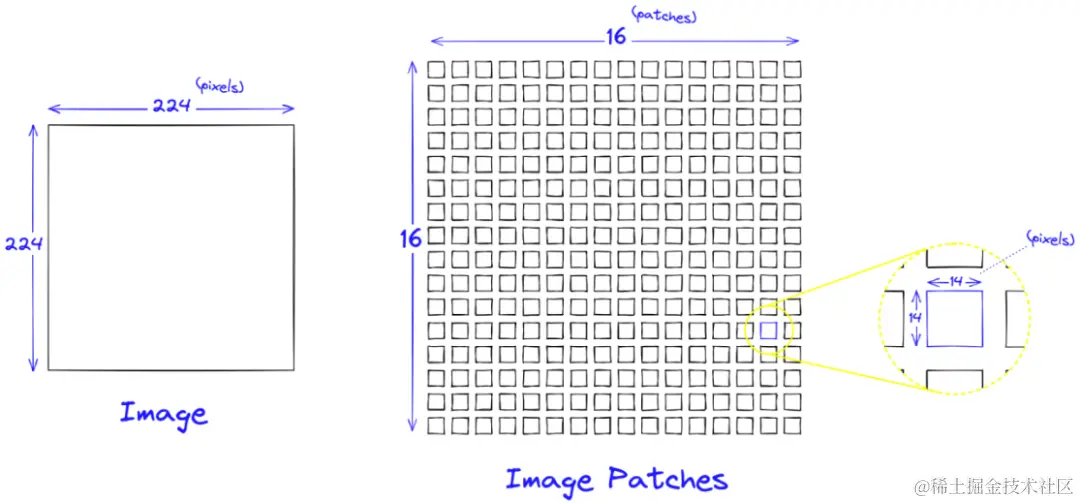 (pixels)
224
224
Image
(patches)
16
16
Image Patches
(pixels)
14
14
@稀土掘金技术社区